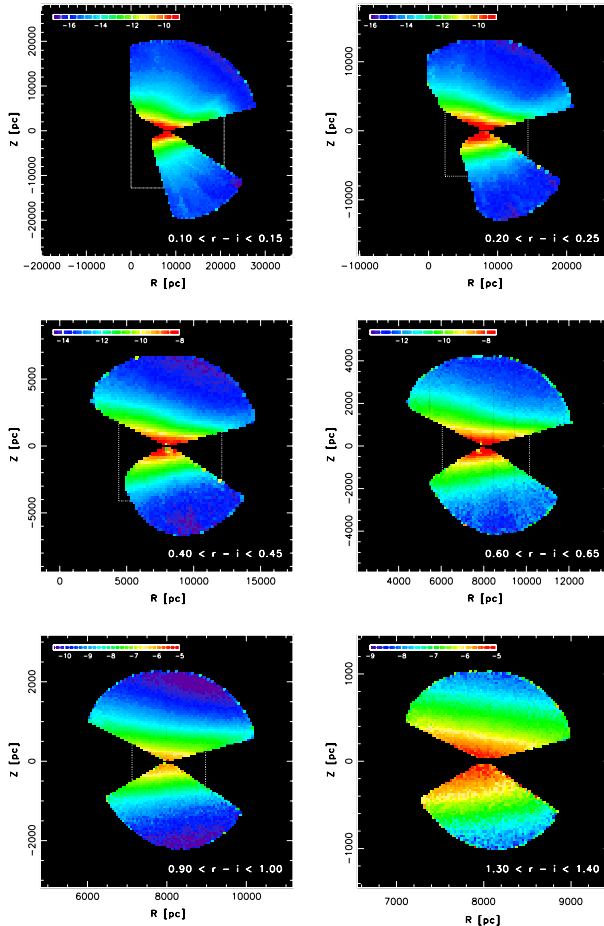 -16 -14 -12 -10
20000
10000
0
-10000
-20000
Z [pc]
0.10 < r - i < 0.15
-20000 -10000 0 10000 20000 30000
R [pc]
-16 -14 -12 -10
10000
0
-10000
Z [pc]
0.20 < r - i < 0.25
-10000 0 10000 20000
R [pc]
-14 -12 -10 -8
5000
0
-5000
Z [pc]
0.40 < r - i < 0.45
0 5000 10000 15000
R [pc]
-12 -10 -8
4000
2000
0
-2000
-4000
Z [pc]
0.60 < r - i < 0.65
4000 6000 8000 10000 12000
R [pc]
-10 -9 -8 -7 -6 -5
2000
0
-2000
Z [pc]
0.90 < r - i < 1.00
6000 8000 10000
R [pc]
-9 -8 -7 -6 -5
1000
0
-1000
Z [pc]
1.30 < r - i < 1.40
7000 8000 9000
R [pc]